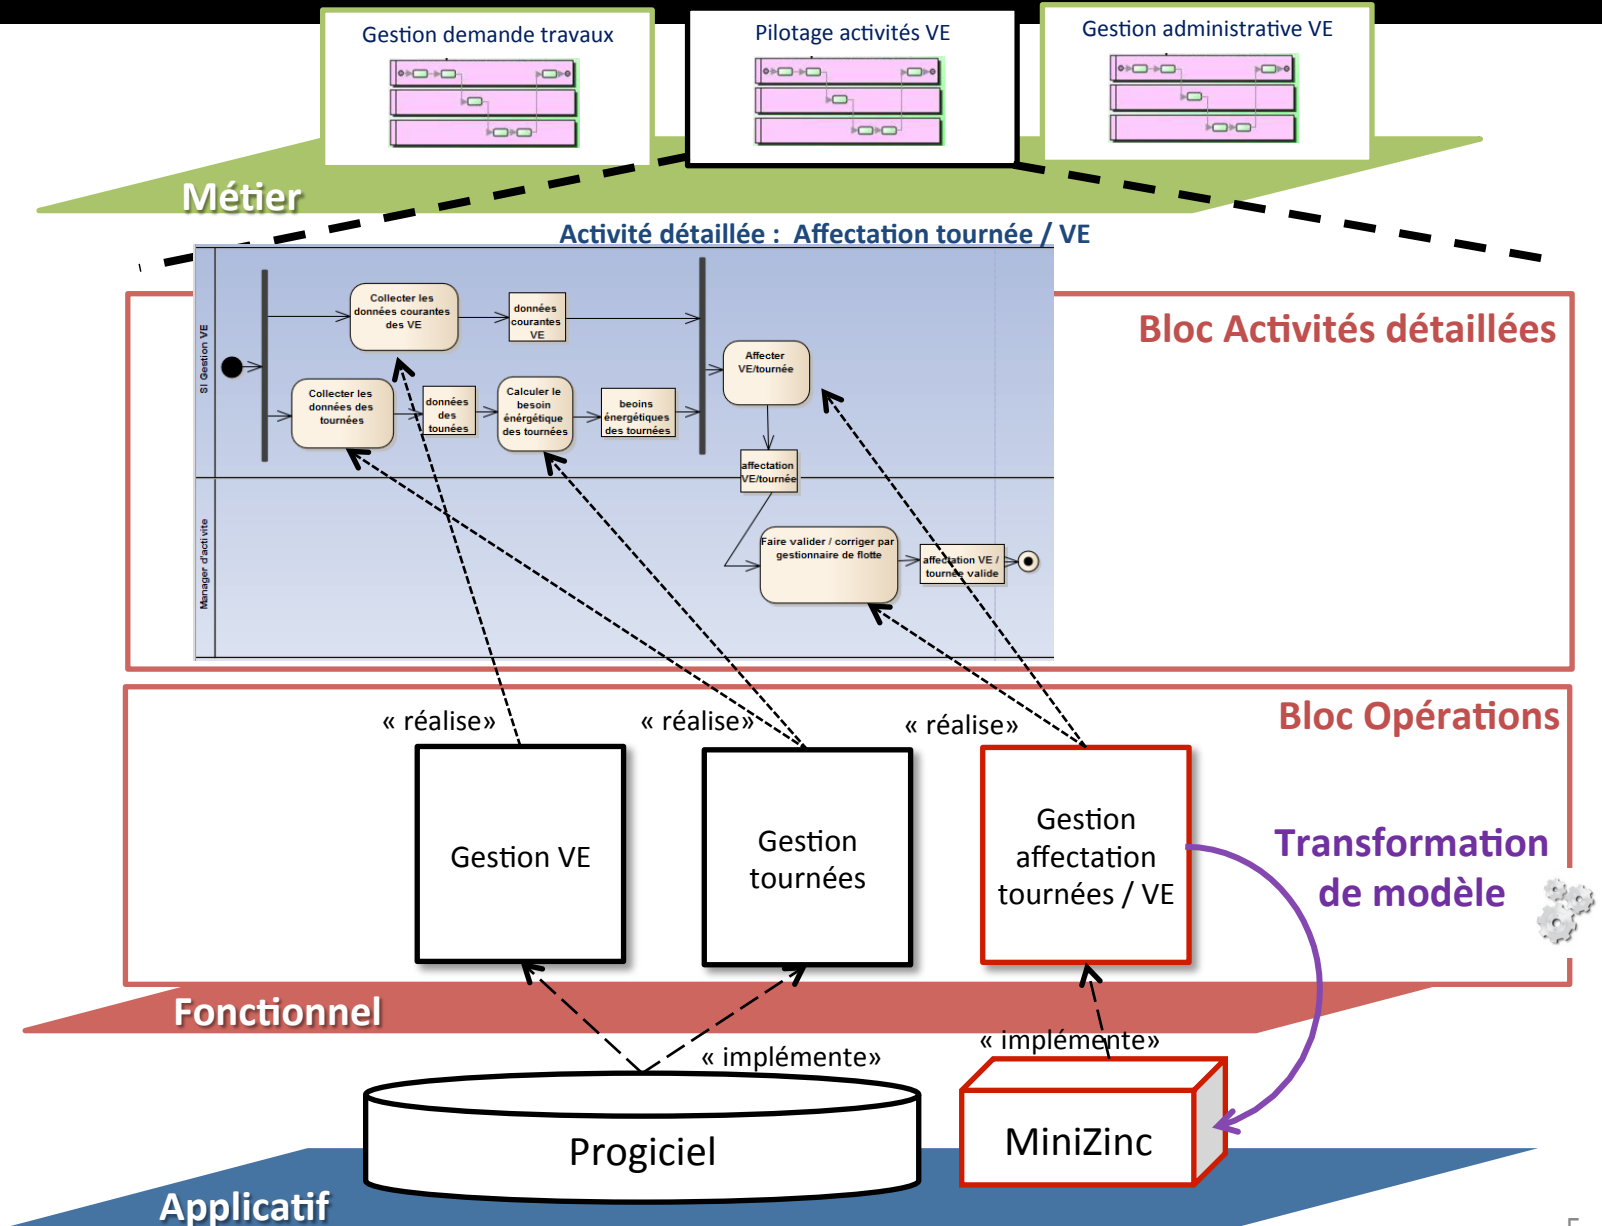 Gestion demande travaux
Pilotage activités VE
Gestion administrative VE
Métier
Activité détaillée : Affectation tournée / VE
Bloc Activités détaillées
SI Gestion VE
Collecter les
données courantes
des VE
données
courantes
VE
Affecter
VE/tournée
Collecter les
données des
tournées
données
des
tounées
Calculer le
besoin
énérgétique
des tournées
beoins
énergétiques
des tournées
affectation
VE/tournée
Manager d'activite
Faire valider / corriger par
gestionnaire de flotte
affectation VE /
tournée valide
Bloc Opérations
« réalise»
« réalise»
« réalise»
Gestion VE
Gestion
tournées
Gestion
affectation
tournées / VE
Transformation
de modèle
Fonctionnel
« implémente»
« implémente»
Progiciel
MiniZinc
Applicatif